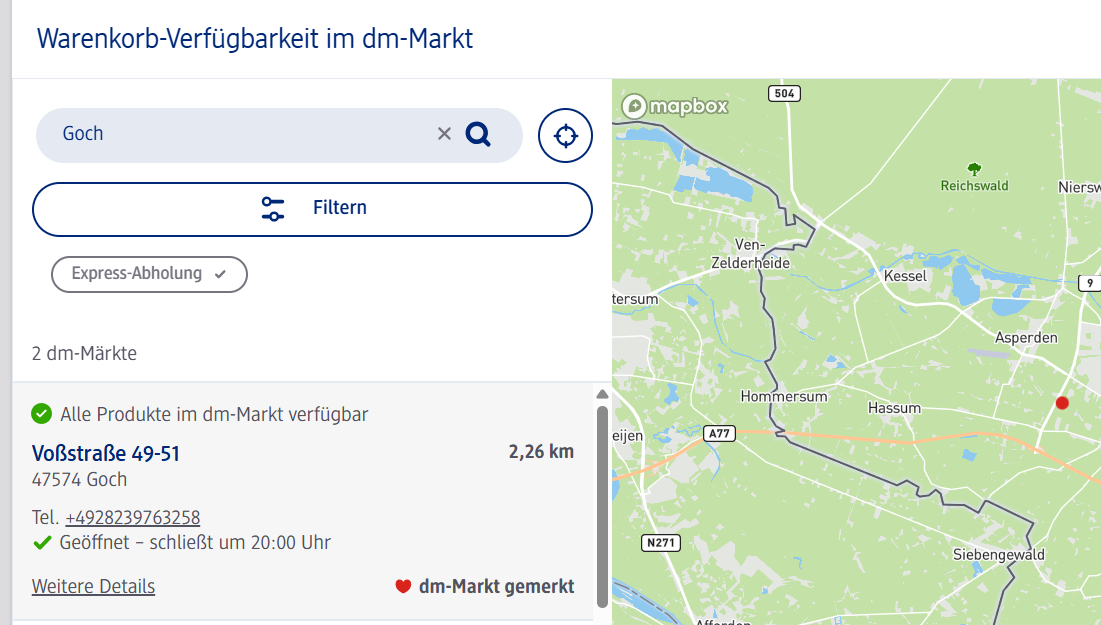 Warenkorb-Verfügbarkeit im dm-Markt
Goch
Filtern
Express-Abholung
2 dm-Märkte
Alle Produkte im dm-Markt verfügbar
Voßstraße 49-51
2,26 km
47574 Goch
Tel. +4928239763258
Geöffnet – schließt um 20:00 Uhr
Weitere Details
dm-Markt gemerkt
mapbox
504
Reichswald
Niersw
Ven-
Zelderheide
Kessel
9
tersum
Asperden
Hommersum
Hassum
eijen
A77
N271
Siebengewald
Afferden